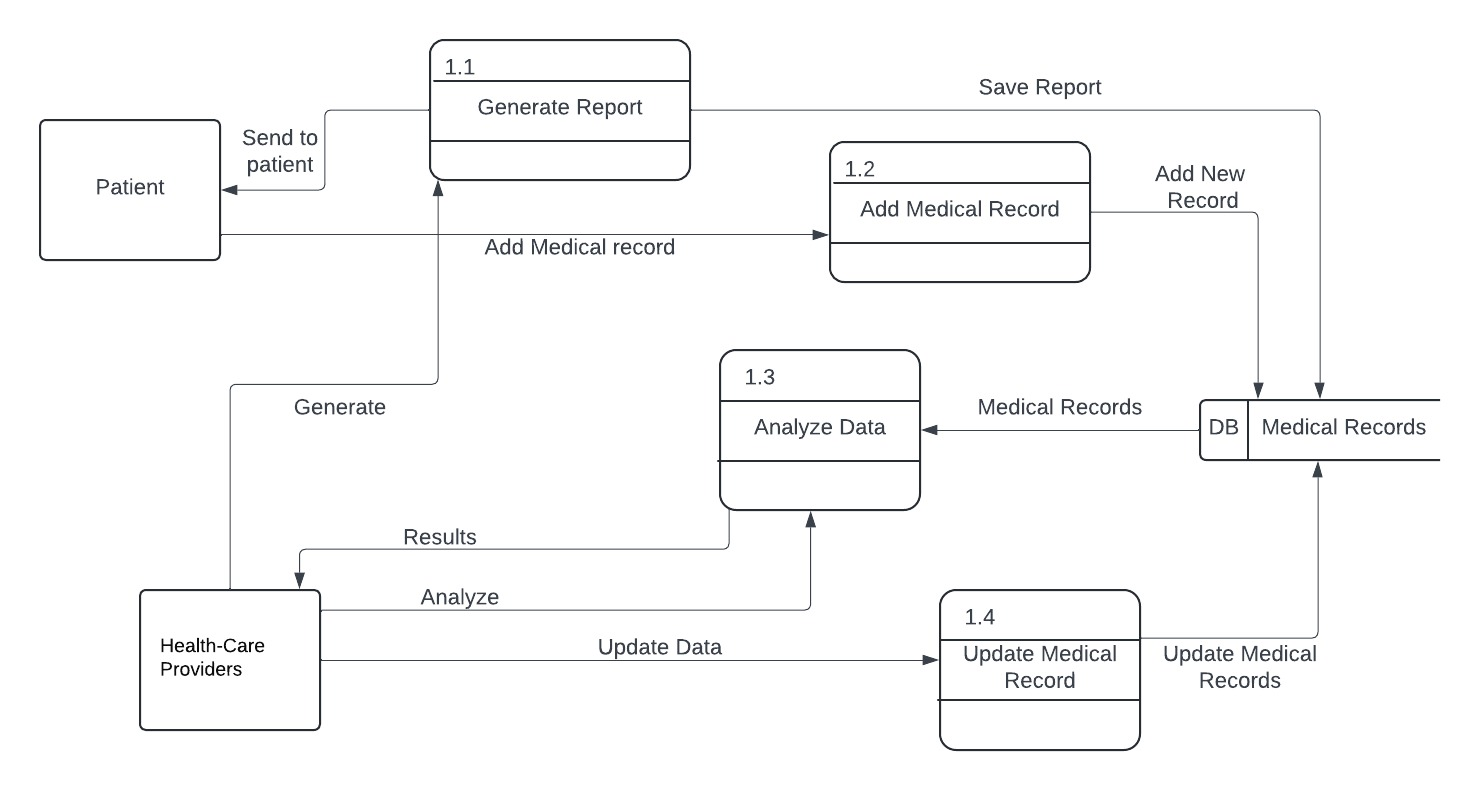 1.1
Generate Report
Save Report
Send to
patient
Patient
1.2
Add Medical Record
Add New
Record
Add Medical record
1.3
Analyze Data
Generate
Medical Records
DB
Medical Records
Results
Analyze
Health-Care
Providers
Update Data
1.4
Update Medical
Record
Update Medical
Records